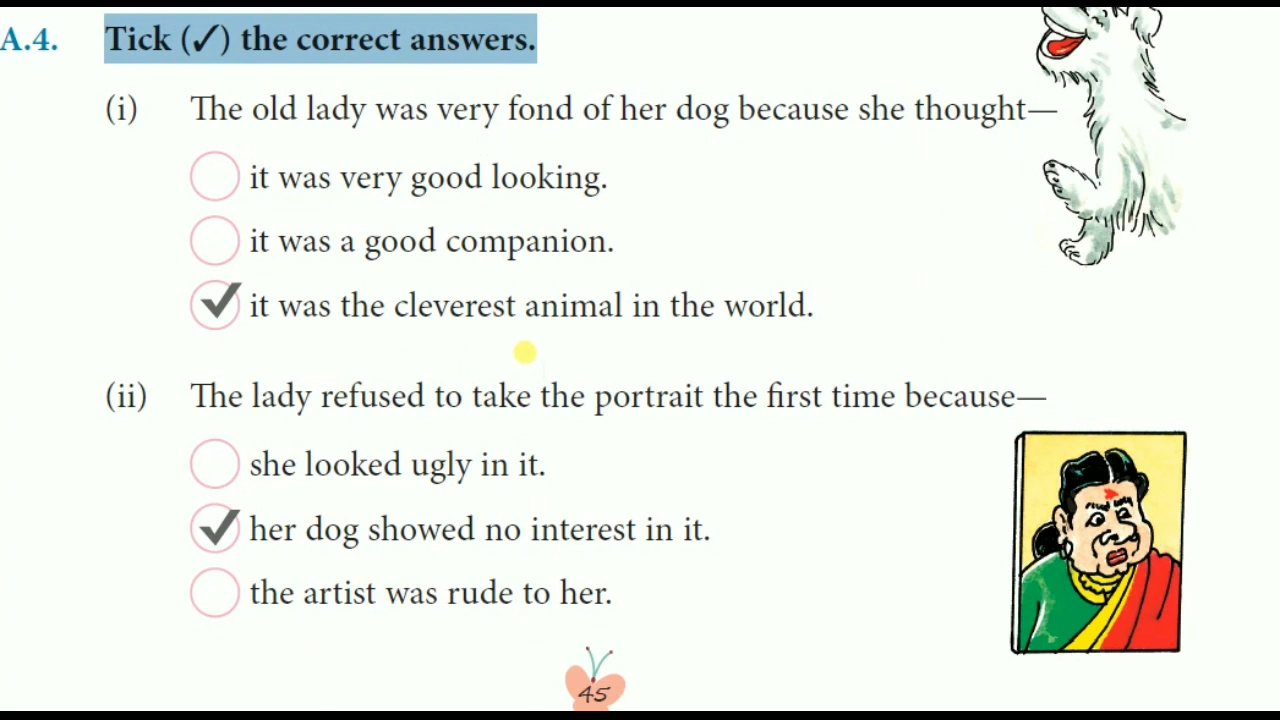 A.4. Tick (✓) the correct answers.
(i) The old lady was very fond of her dog because she thought—
it was very good looking.
it was a good companion.
✓ it was the cleverest animal in the world.
(ii) The lady refused to take the portrait the first time because—
she looked ugly in it.
✓ her dog showed no interest in it.
the artist was rude to her.
45